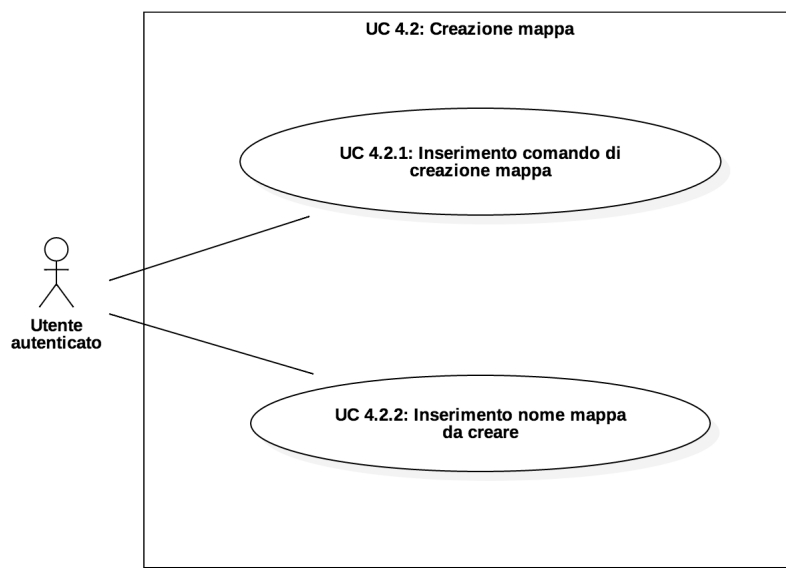 UC 4.2: Creazione mappa
UC 4.2.1: Inserimento comando di
creazione mappa
Utente
autenticato
UC 4.2.2: Inserimento nome mappa
da creare